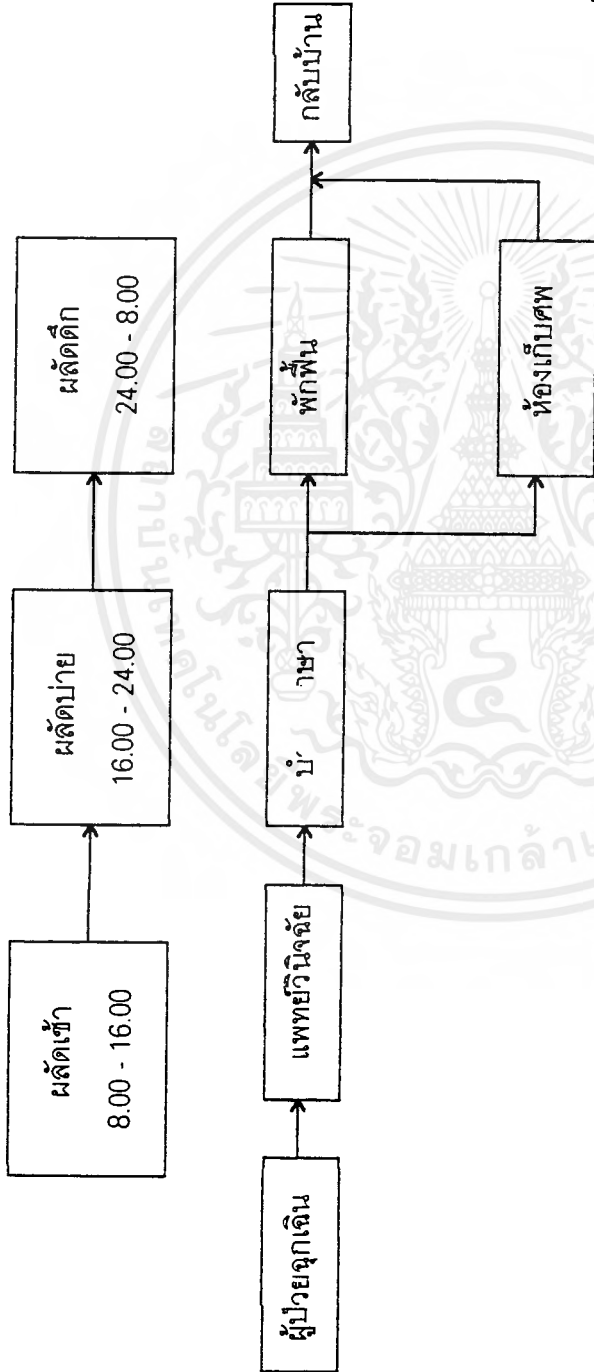 ผลัดเช้า
8.00 - 16.00
ผลัดบ่าย
16.00 - 24.00
ผลัดดึก
24.00 - 8.00
ผู้ป่วยฉุกเฉิน
แพทย์วินิจฉัย
พักฟื้น
กลับบ้าน
ห้องเก็บศพ